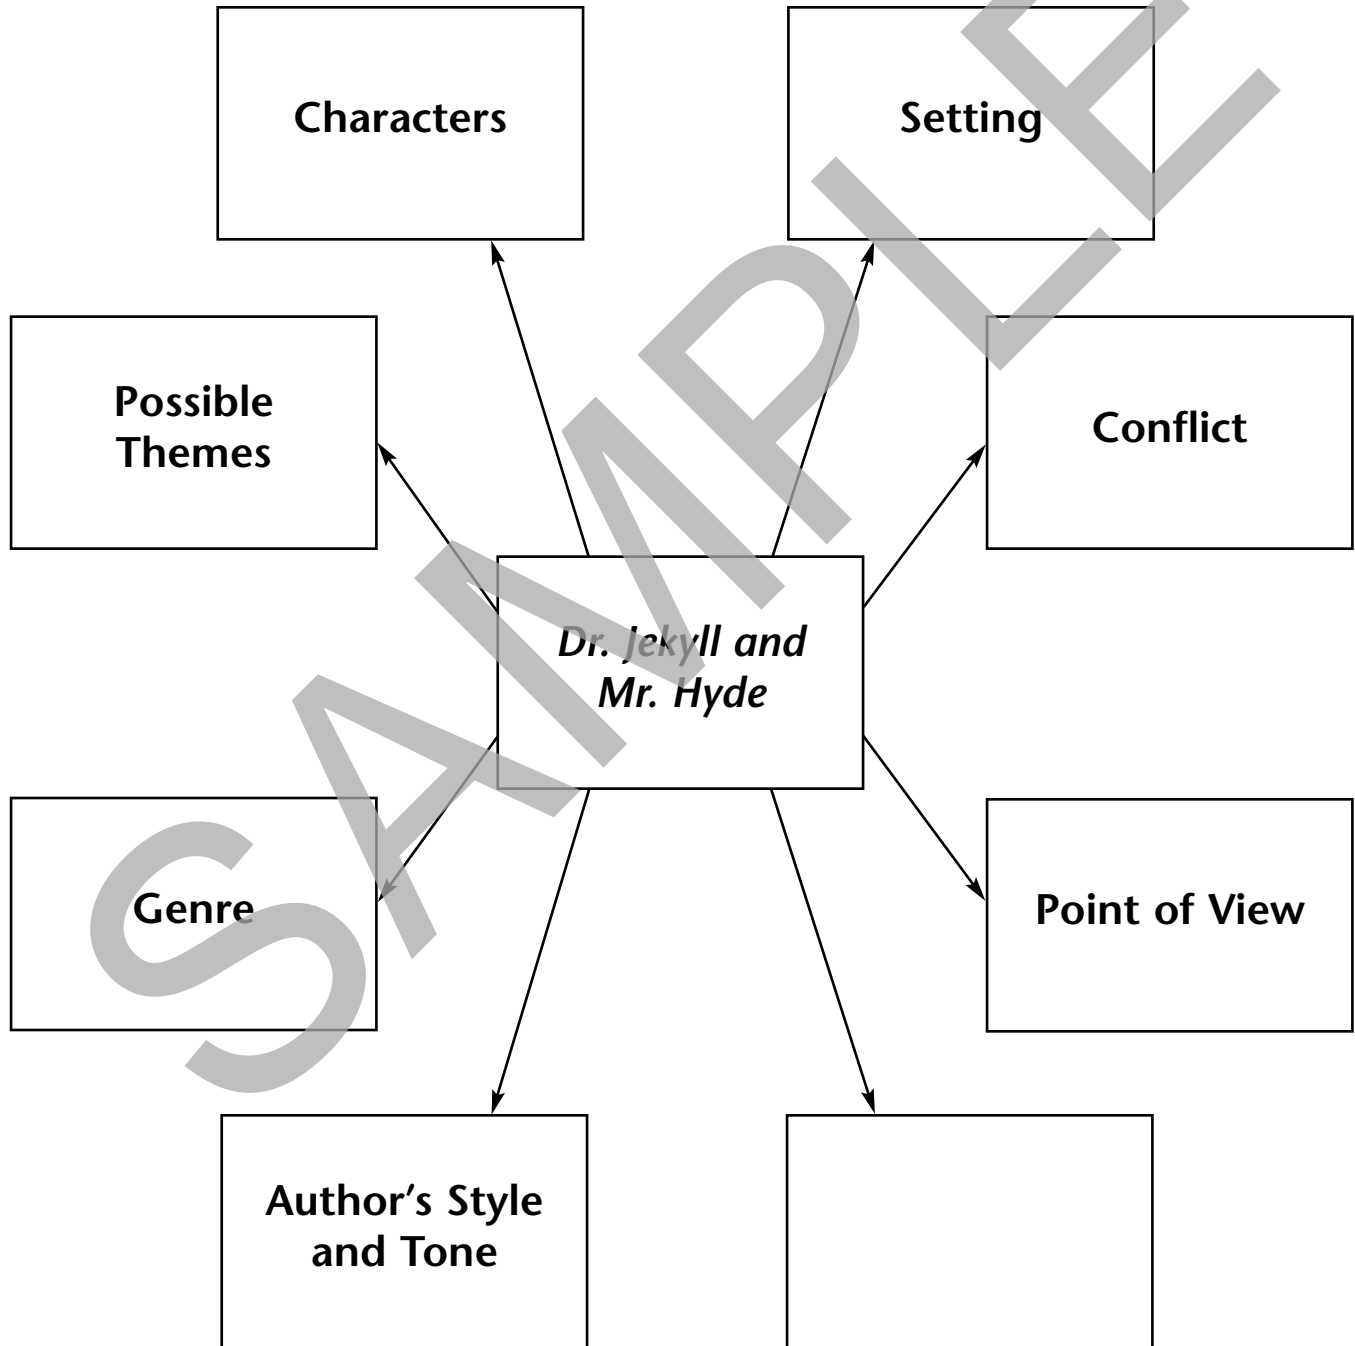 Characters
Setting
Possible
Themes
Conflict
Dr. Jekyll and
Mr. Hyde
Genre
Point of View
Author's Style
and Tone
SAMPLE